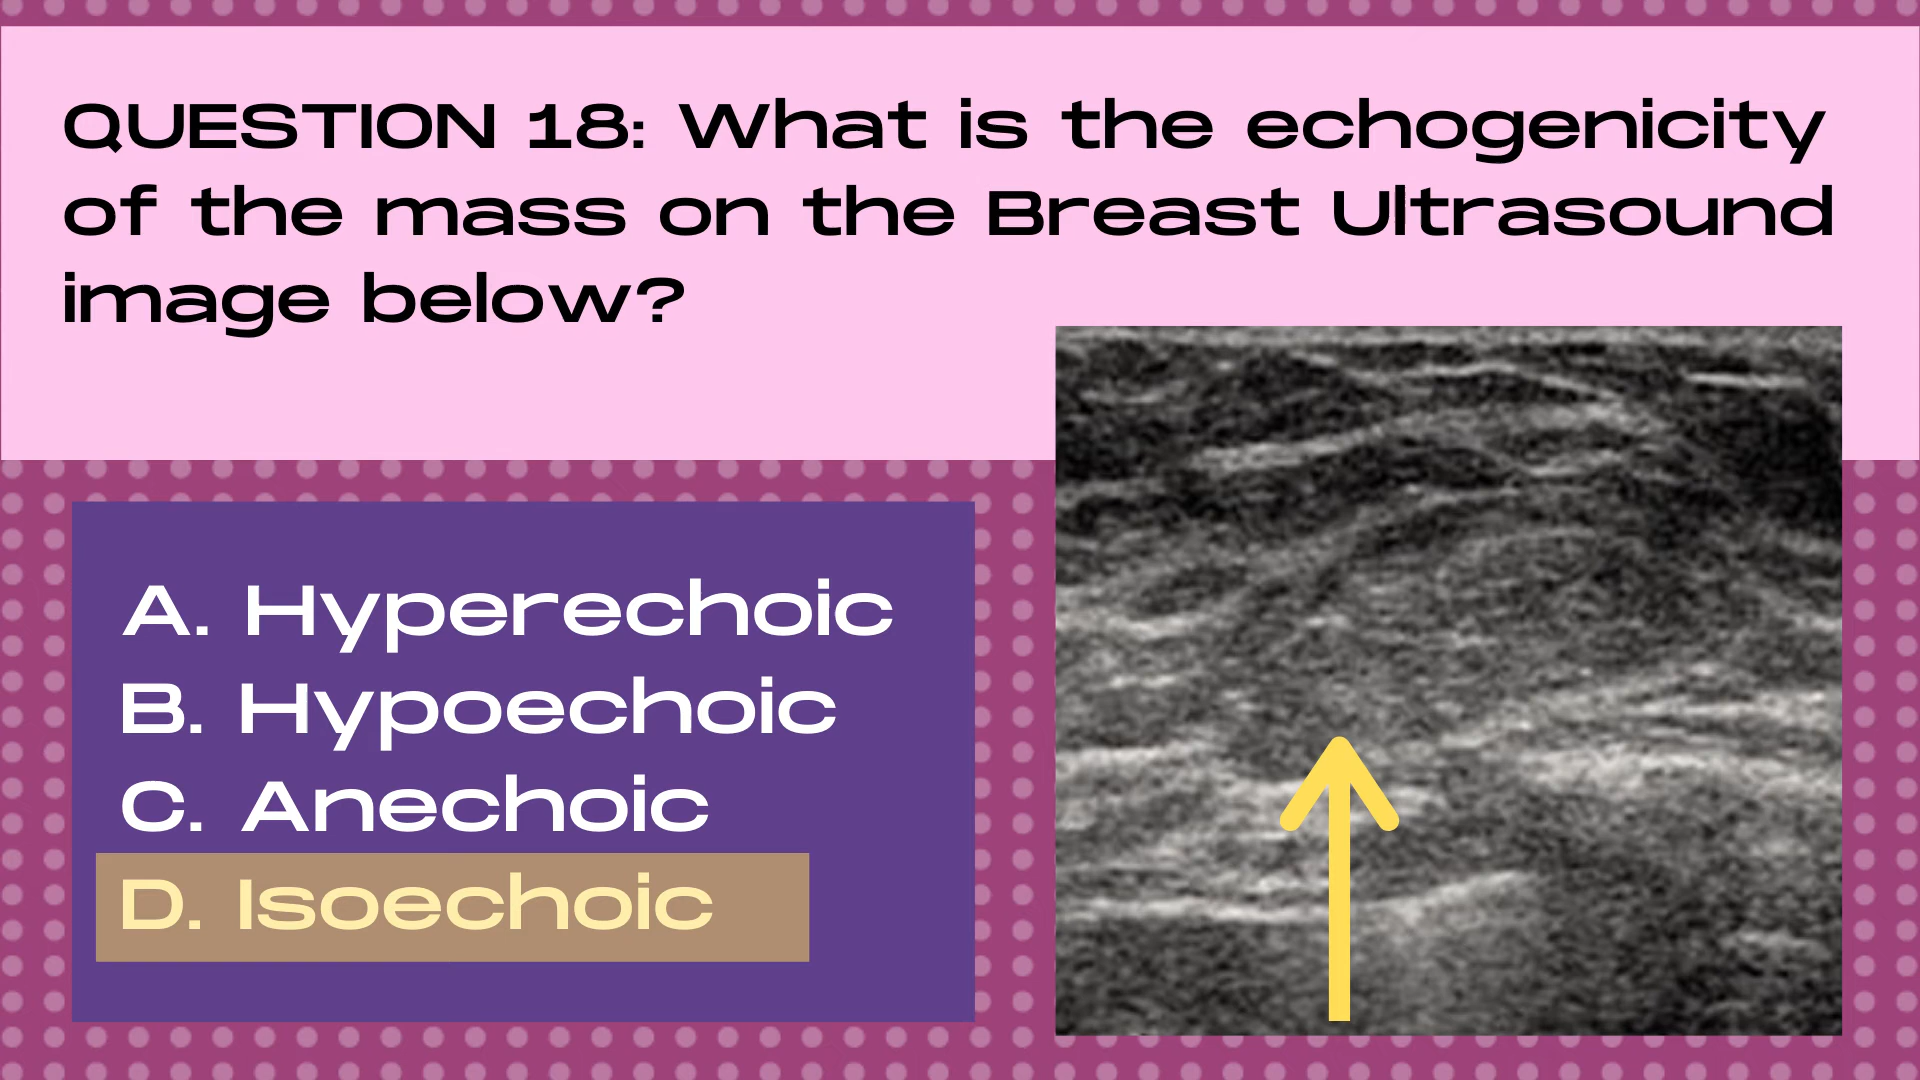 QUESTION 18: What is the echogenicity
of the mass on the Breast Ultrasound
image below?
A. Hyperechoic
B. Hypoechoic
C. Anechoic
D. Isoechoic